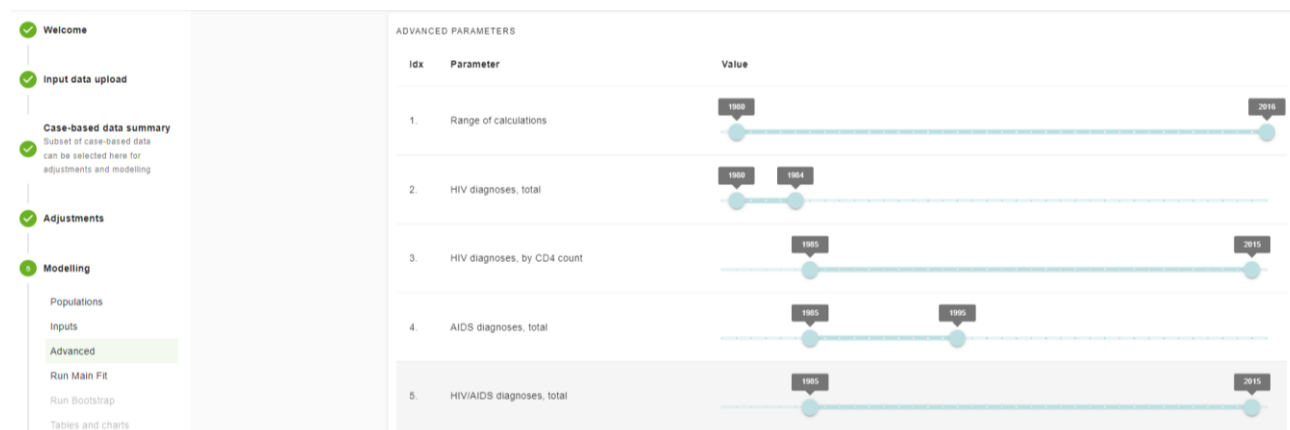 Welcome
Input data upload
Case-based data summary
Subset of case-based data
can be selected here for
adjustments and modelling
Adjustments
5
Modelling
Populations
Inputs
Advanced
Run Main Fit
Run Bootstrap
Tables and charts
ADVANCED PARAMETERS
Idx Parameter Value
1. Range of calculations 1980 2016
2. HIV diagnoses, total 1980 1984
3. HIV diagnoses, by CD4 count 1985 2015
4. AIDS diagnoses, total 1985 1995
5. HIV/AIDS diagnoses, total 1985 2015